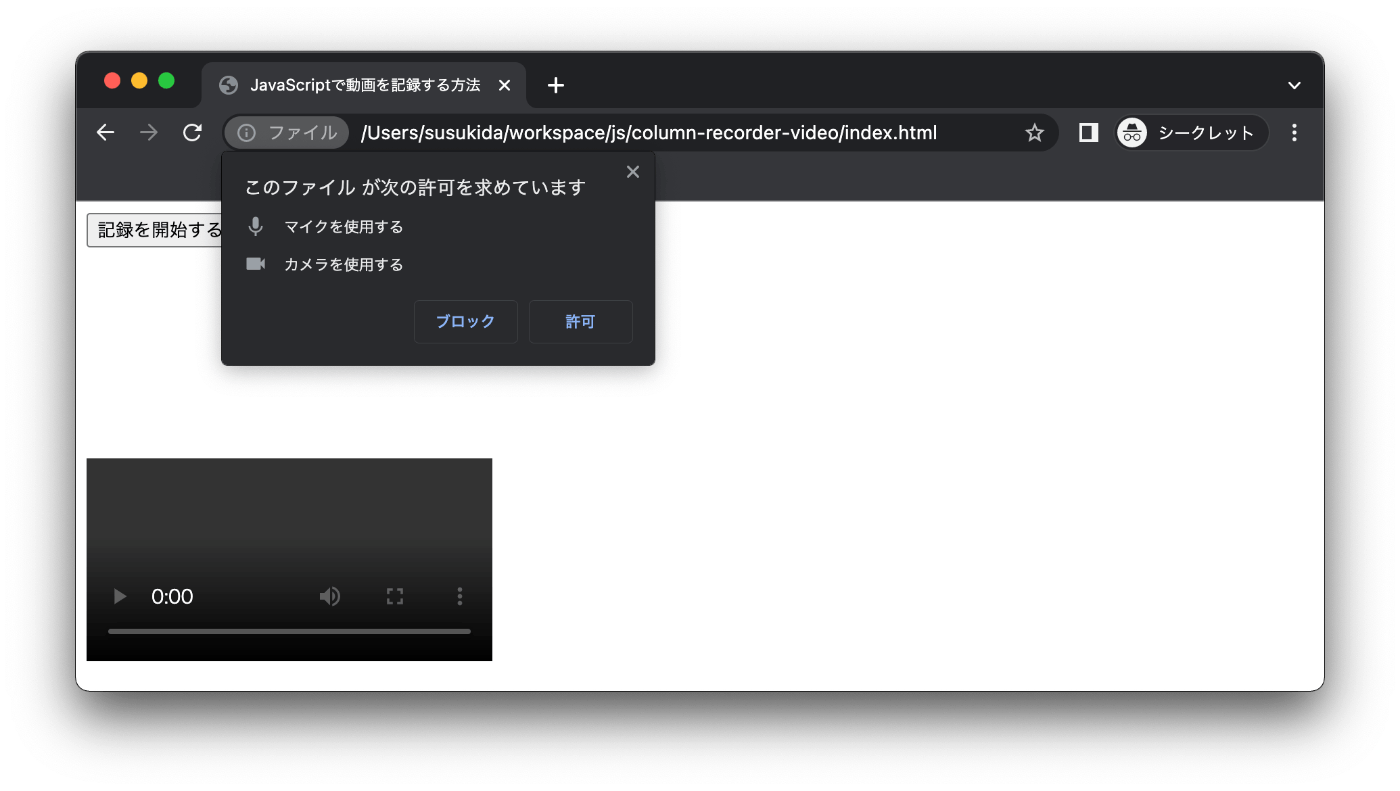 JavaScriptで動画を記録する方法
ファイル
/Users/susukida/workspace/js/column-recorder-video/index.html
シークレット
このファイル が次の許可を求めています
記録を開始する
マイクを使用する
カメラを使用する
ブロック
許可
0:00